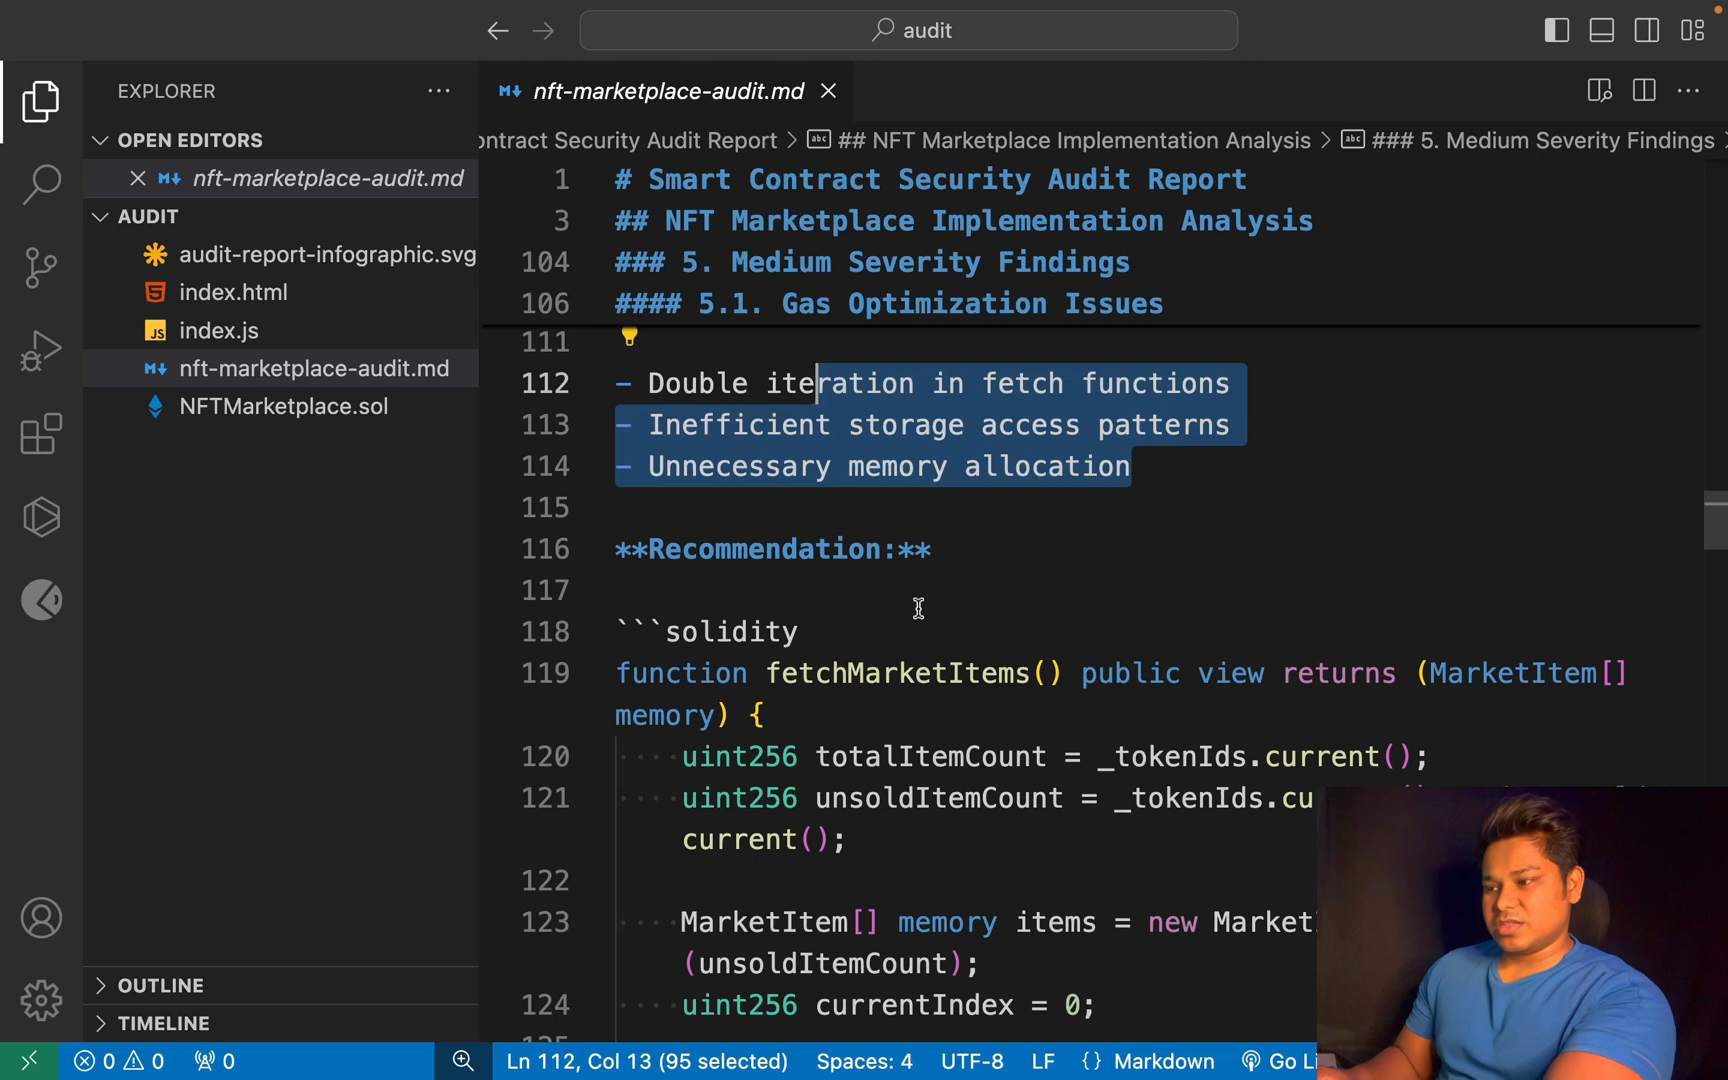 audit
EXPLORER
nft-marketplace-audit.md
OPEN EDITORS
nft-marketplace-audit.md
AUDIT
audit-report-infographic.svg
index.html
JS index.js
nft-marketplace-audit.md
NFTMarketplace.sol
OUTLINE
TIMELINE
ontract Security Audit Report > abc ## NFT Marketplace Implementation Analysis > abc ### 5. Medium Severity Findings
1 # Smart Contract Security Audit Report
3 ## NFT Marketplace Implementation Analysis
104 ### 5. Medium Severity Findings
106 #### 5.1. Gas Optimization Issues
111
112 - Double iteration in fetch functions
113 - Inefficient storage access patterns
114 - Unnecessary memory allocation
115
116 **Recommendation:**
117
118 ```solidity
119 function fetchMarketItems() public view returns (MarketItem[]
memory) {
120 uint256 totalItemCount = _tokenIds.current();
121 uint256 unsoldItemCount = _tokenIds.cu
current();
122
123 MarketItem[] memory items = new Market
(unsoldItemCount);
124 uint256 currentIndex = 0;
0 0 0 Ln 112, Col 13 (95 selected) Spaces: 4 UTF-8 LF {} Markdown Go Li